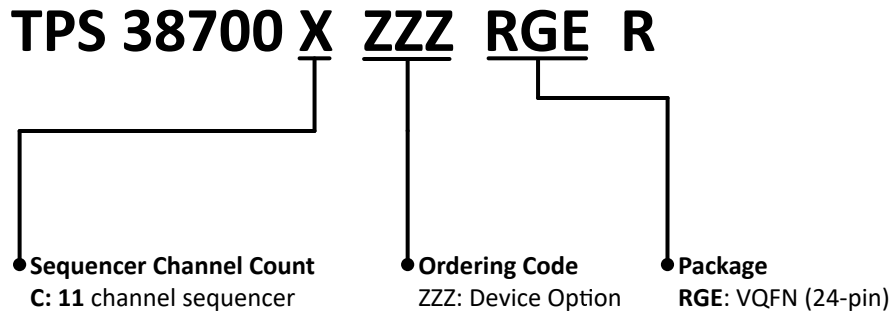 TPS 38700 X ZZZ RGE R
Sequencer Channel Count
C: 11 channel sequencer
Ordering Code
ZZZ: Device Option
Package
RGE: VQFN (24-pin)